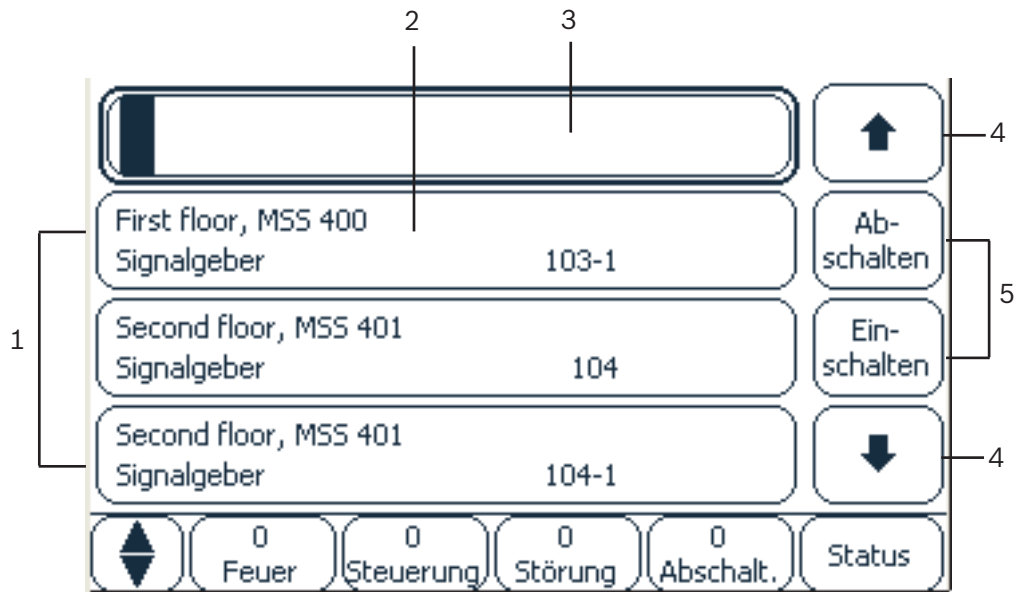 2
3
4
First floor, MSS 400
Signalgeber 103-1
Ab-
schalten
5
1
Second floor, MSS 401
Signalgeber 104
Ein-
schalten
Second floor, MSS 401
Signalgeber 104-1
4
0
Feuer
0
Steuerung
0
Störung
0
Abschalt.
Status